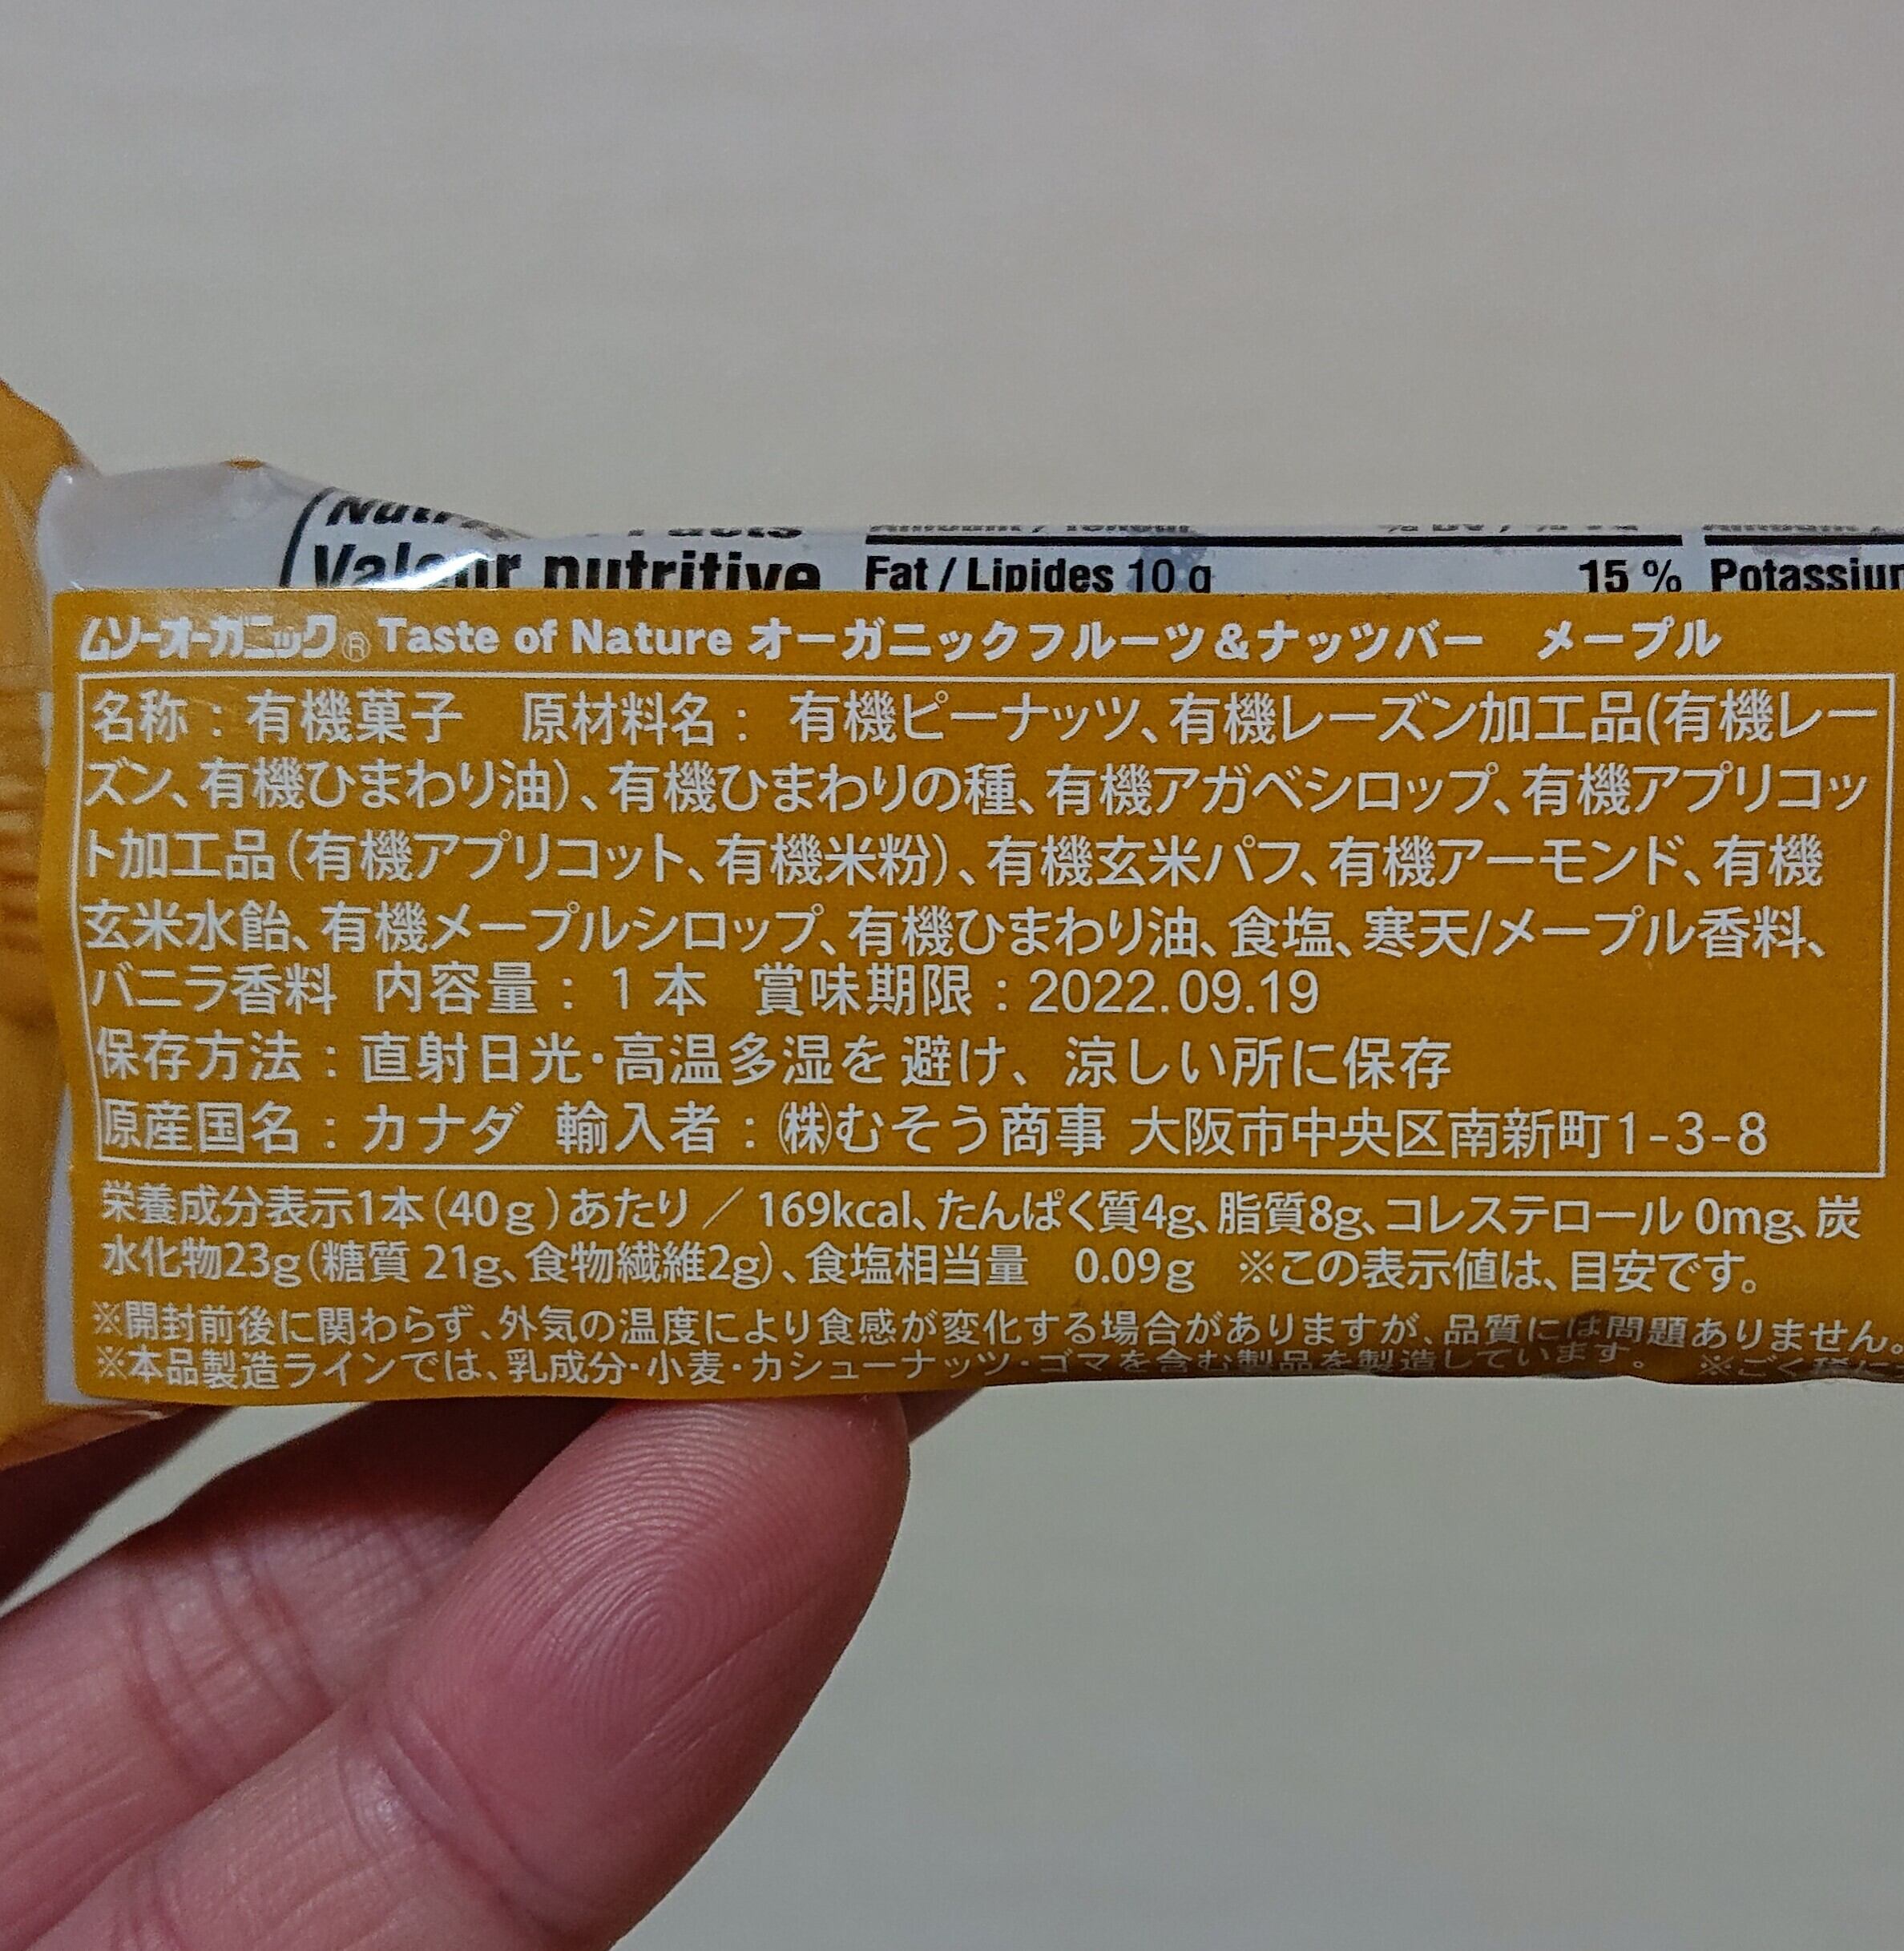 Valeur nutritive
Fat / Lipides 10 g 15 %
ムソーオーガニック® Taste of Nature オーガニックフルーツ&ナッツバー メープル
名称：有機菓子 原材料名： 有機ピーナッツ、有機レーズン加工品(有機レー
ズン、有機ひまわり油）、有機ひまわりの種、有機アガベシロップ、有機アプリコッ
ト加工品（有機アプリコット、有機米粉）、有機玄米パフ、有機アーモンド、有機
玄米水飴、有機メープルシロップ、有機ひまわり油、食塩、寒天/メープル香料、
バニラ香料 内容量：1本 賞味期限：2022.09.19
保存方法：直射日光・高温多湿を避け、涼しい所に保存
原産国名：カナダ 輸入者：㈱むそう商事 大阪市中央区南新町1-3-8
栄養成分表示1本（40g）あたり／ 169kcal、たんぱく質4g、脂質8g、コレステロール 0mg、炭
水化物23g（糖質 21g、食物繊維2g）、食塩相当量 0.09g ※この表示値は、目安です。
※開封前後に関わらず、外気の温度により食感が変化する場合がありますが、品質には問題ありません。
※本品製造ラインでは、乳成分・小麦・カシューナッツ・ゴマを含む製品を製造しています。 ※ごく稀に